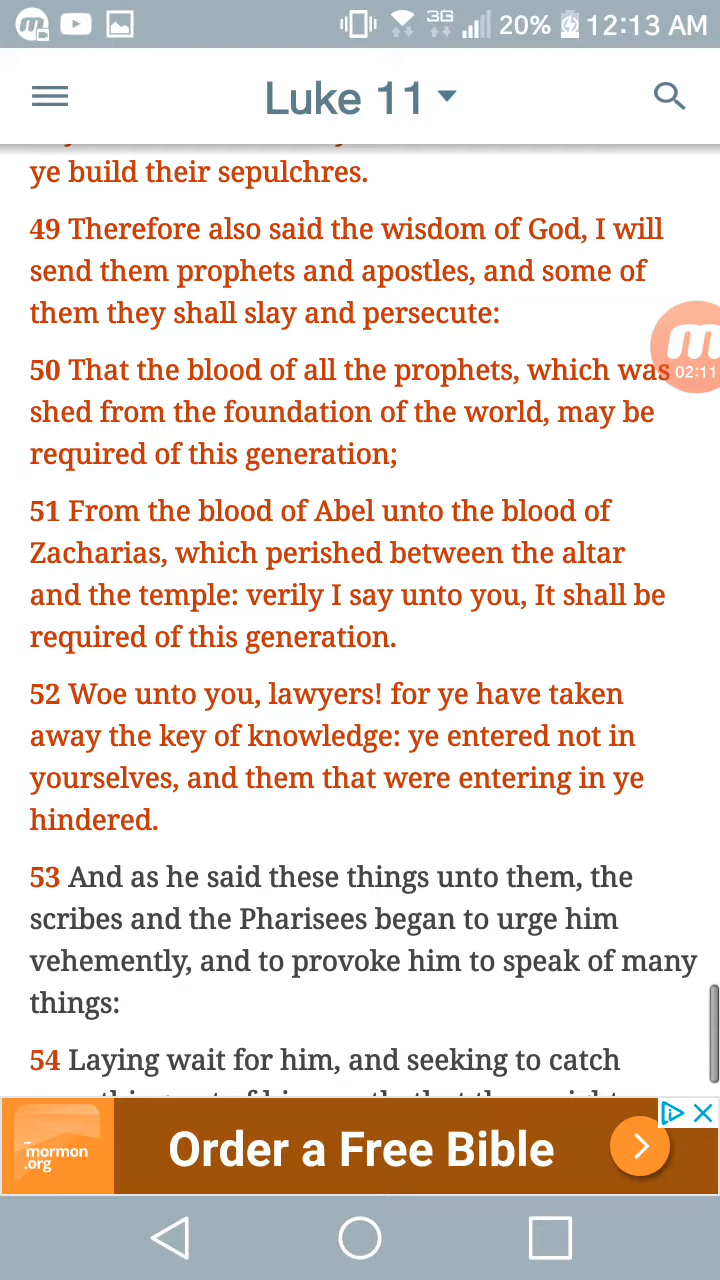 3G 20% 12:13 AM
Luke 11
ye build their sepulchres.
49 Therefore also said the wisdom of God, I will
send them prophets and apostles, and some of
them they shall slay and persecute:
50 That the blood of all the prophets, which was
02:11
shed from the foundation of the world, may be
required of this generation;
51 From the blood of Abel unto the blood of
Zacharias, which perished between the altar
and the temple: verily I say unto you, It shall be
required of this generation.
52 Woe unto you, lawyers! for ye have taken
away the key of knowledge: ye entered not in
yourselves, and them that were entering in ye
hindered.
53 And as he said these things unto them, the
scribes and the Pharisees began to urge him
vehemently, and to provoke him to speak of many
things:
54 Laying wait for him, and seeking to catch
mormon
.org
Order a Free Bible